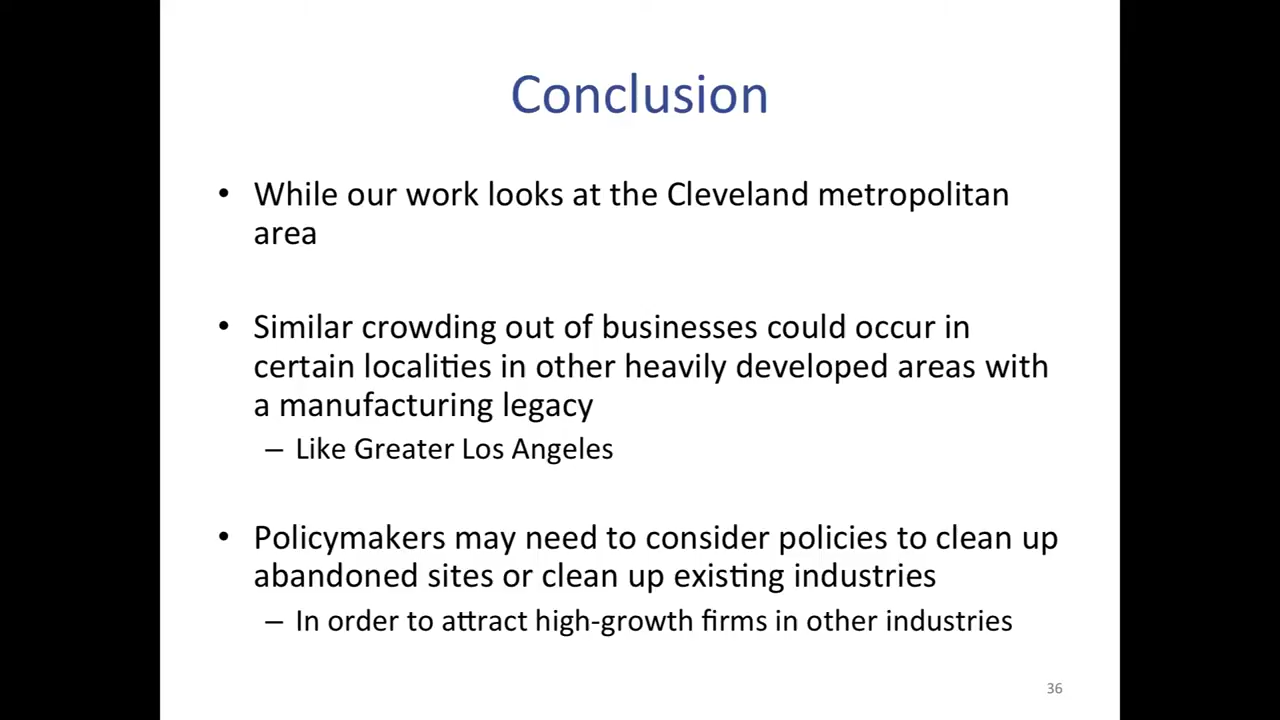 Conclusion
• While our work looks at the Cleveland metropolitan
area
• Similar crowding out of businesses could occur in
certain localities in other heavily developed areas with
a manufacturing legacy
– Like Greater Los Angeles
• Policymakers may need to consider policies to clean up
abandoned sites or clean up existing industries
– In order to attract high-growth firms in other industries
36